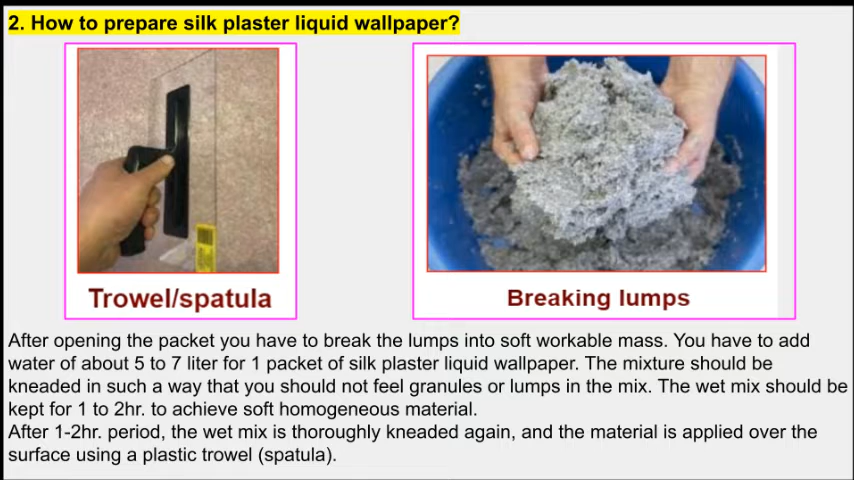 2. How to prepare silk plaster liquid wallpaper?
Trowel/spatula
Breaking lumps
After opening the packet you have to break the lumps into soft workable mass. You have to add
water of about 5 to 7 liter for 1 packet of silk plaster liquid wallpaper. The mixture should be
kneaded in such a way that you should not feel granules or lumps in the mix. The wet mix should be
kept for 1 to 2hr. to achieve soft homogeneous material.
After 1-2hr. period, the wet mix is thoroughly kneaded again, and the material is applied over the
surface using a plastic trowel (spatula).